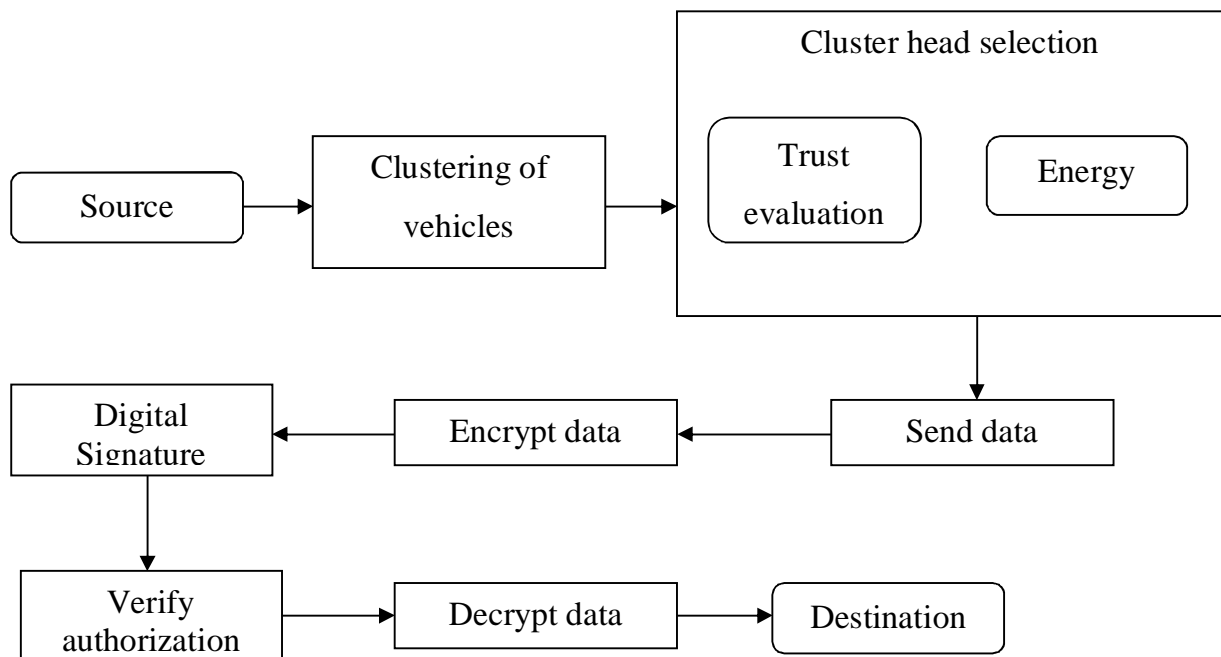 Cluster head selection
Source
Clustering of
vehicles
Trust
evaluation
Energy
Digital
Signature
Encrypt data
Send data
Verify
authorization
Decrypt data
Destination